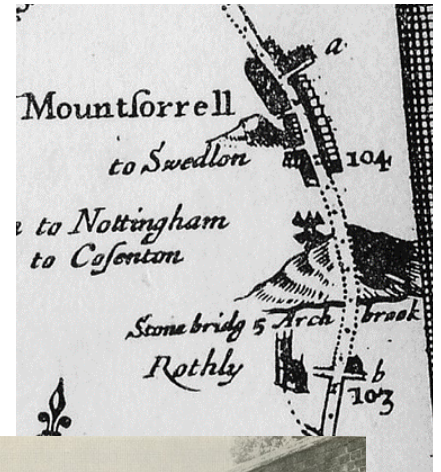 a
Mountſorrell
to Swedlon
104
to Nottingham
to Coſenton
Stone bridg 5 Arch brook
Rothly
b
103